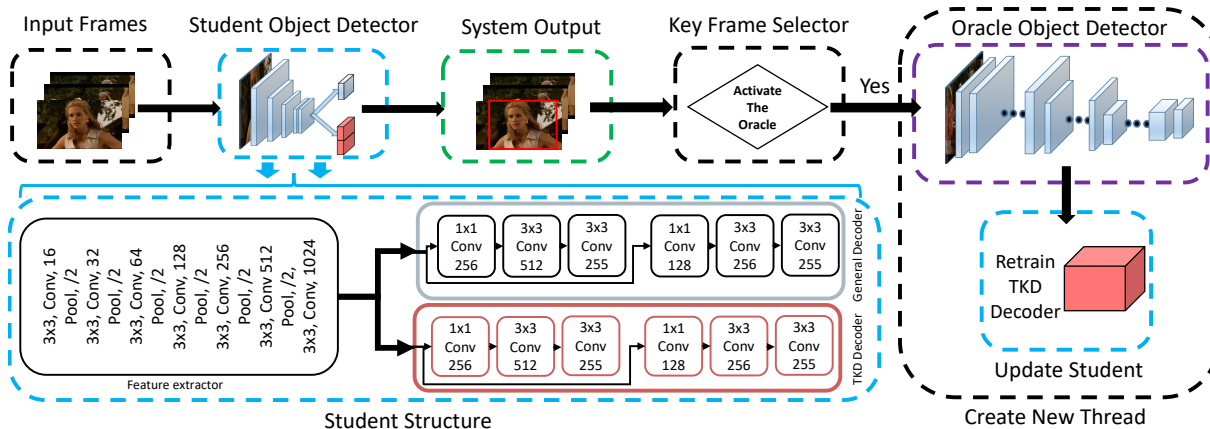 Input Frames
Student Object Detector
System Output
Key Frame Selector
Oracle Object Detector
Activate
The
Oracle
Yes
3x3, Conv, 16
Pool, /2
3x3, Conv, 32
Pool, /2
3x3, Conv, 64
Pool, /2
3x3, Conv, 128
Pool, /2
3x3, Conv, 256
Pool, /2
3x3, Conv 512
Pool, /2,
3x3, Conv, 1024
Feature extractor
1x1
Conv
256
3x3
Conv
512
3x3
Conv
255
1x1
Conv
128
3x3
Conv
256
3x3
Conv
255
General Decoder
1x1
Conv
256
3x3
Conv
512
3x3
Conv
255
1x1
Conv
128
3x3
Conv
256
3x3
Conv
255
TKD Decoder
Student Structure
Retrain
TKD
Decoder
Update Student
Create New Thread